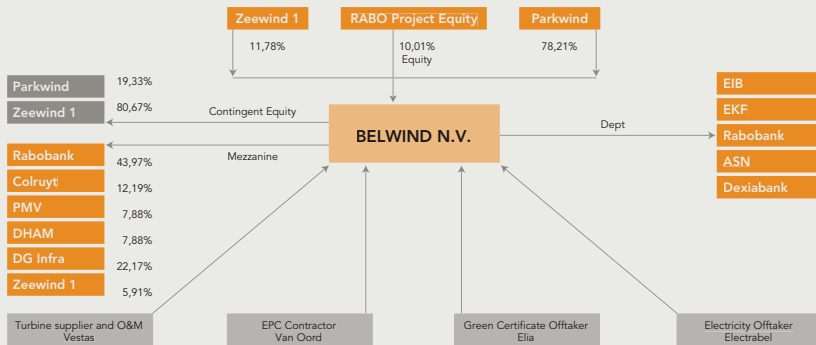 Zeewind 1
RABO Project Equity
Parkwind
11,78%
10,01%
Equity
78,21%
Parkwind
19,33%
Zeewind 1
80,67%
Contingent Equity
BELWIND N.V.
Dept
EIB
EKF
Rabobank
ASN
Dexiabank
Mezzanine
Rabobank
43,97%
Colruyt
12,19%
PMV
7,88%
DHAM
7,88%
DG Infra
22,17%
Zeewind 1
5,91%
Turbine supplier and O&M
Vestas
EPC Contractor
Van Oord
Green Certificate Offtaker
Elia
Electricity Offtaker
Electrabel